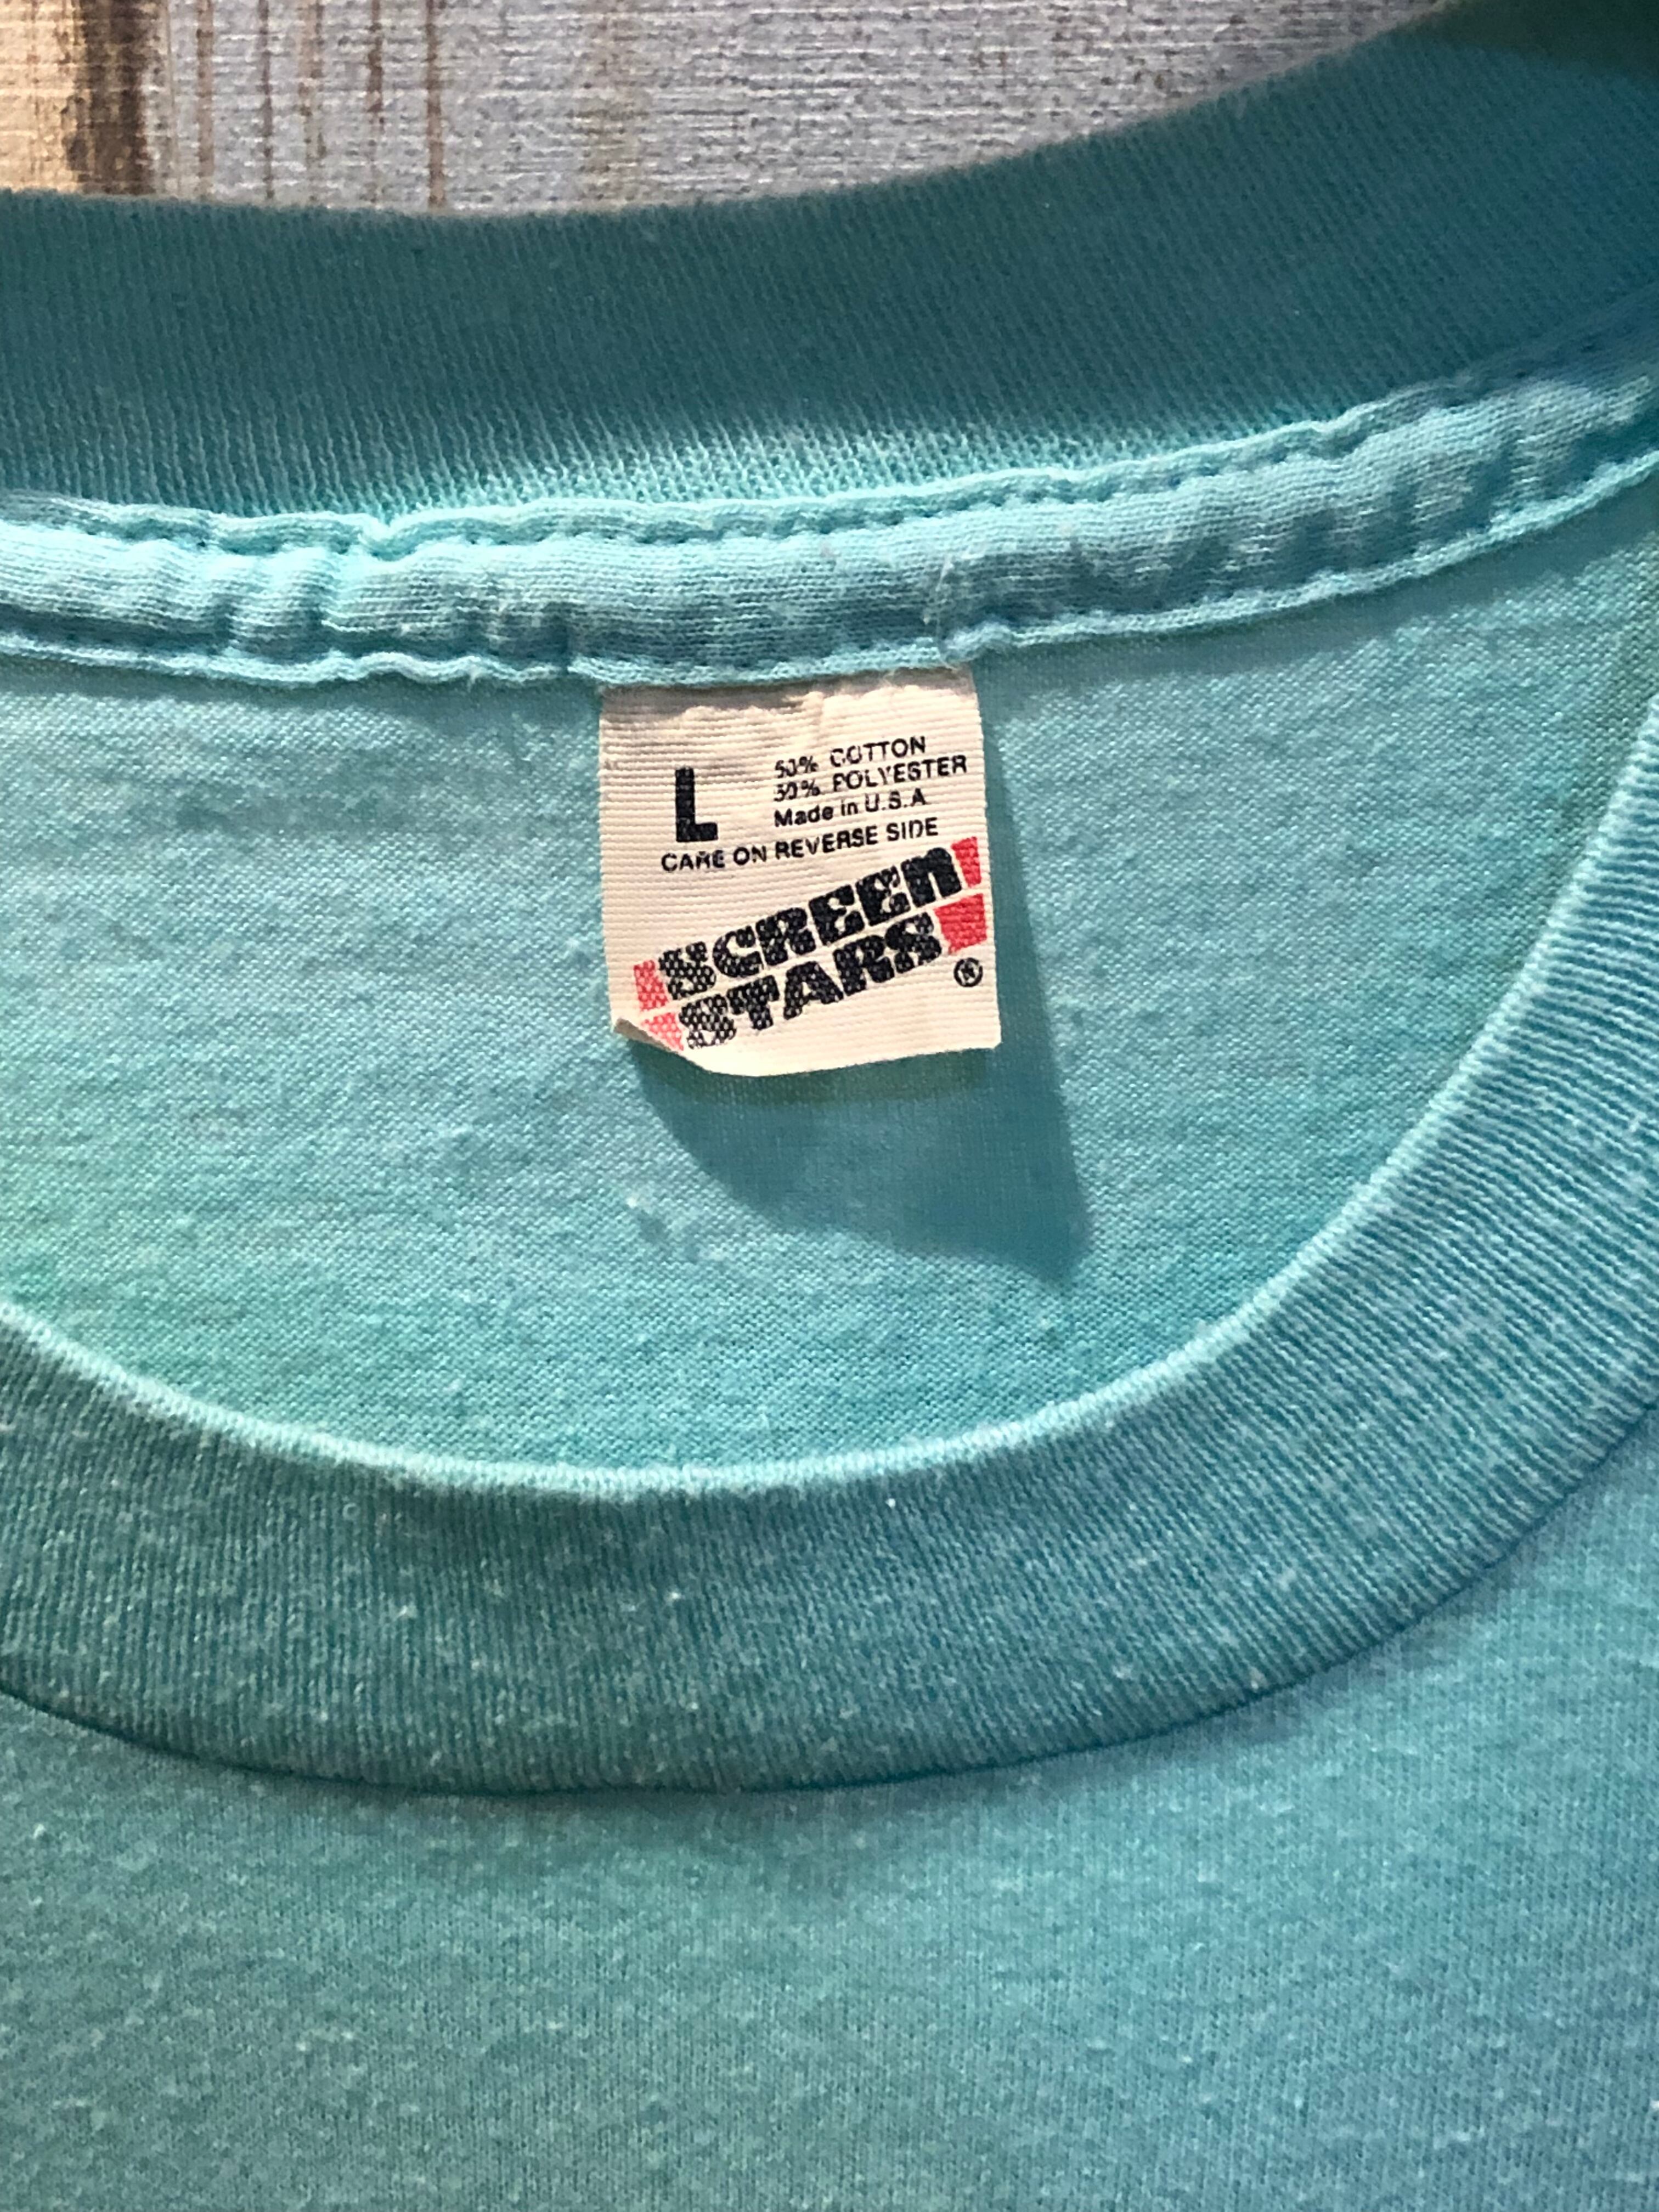 L
50% COTTON
50% POLYESTER
Made in U.S.A
CARE ON REVERSE SIDE
SCREEN
STARS
®